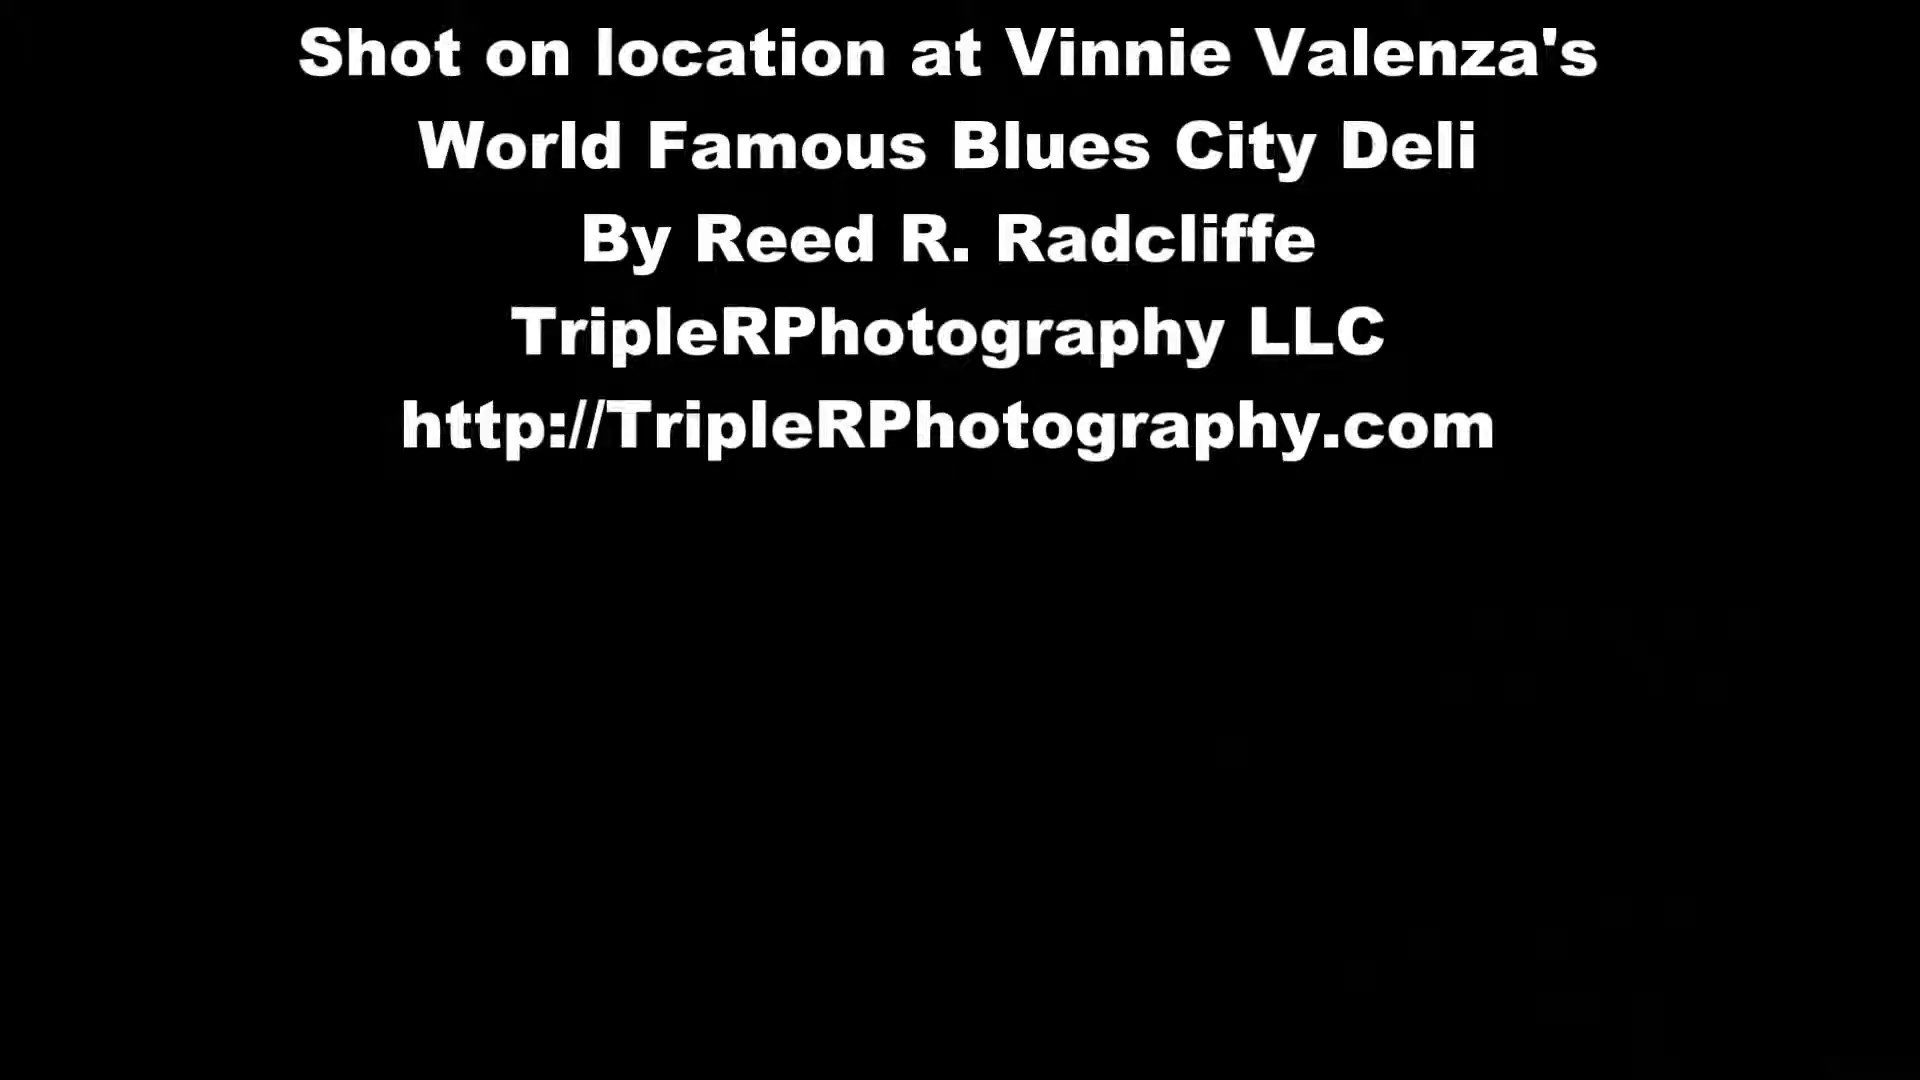 Shot on location at Vinnie Valenza's
World Famous Blues City Deli
By Reed R. Radcliffe
TripleRPhotography LLC
http://TripleRPhotography.com